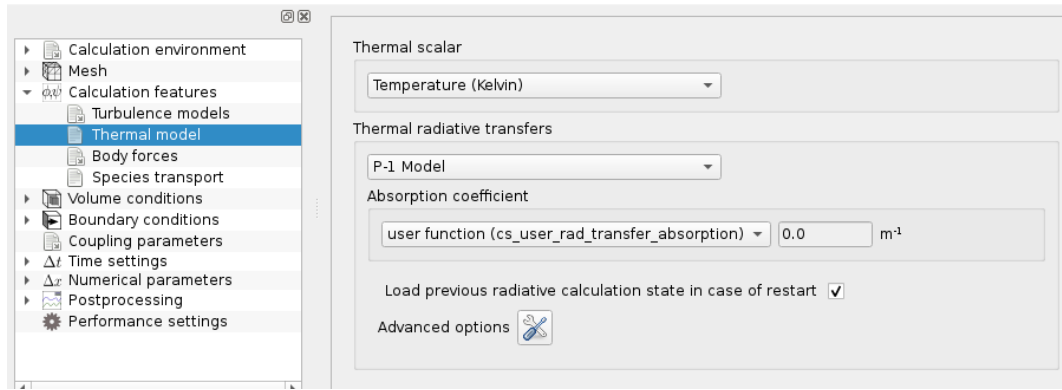 Calculation environment
Mesh
φ,ψ Calculation features
Turbulence models
Thermal model
Body forces
Species transport
Volume conditions
Boundary conditions
Coupling parameters
Δt Time settings
Δx Numerical parameters
Postprocessing
Performance settings
Thermal scalar
Temperature (Kelvin)
Thermal radiative transfers
P-1 Model
Absorption coefficient
user function (cs_user_rad_transfer_absorption) 0.0 m⁻¹
Load previous radiative calculation state in case of restart
Advanced options